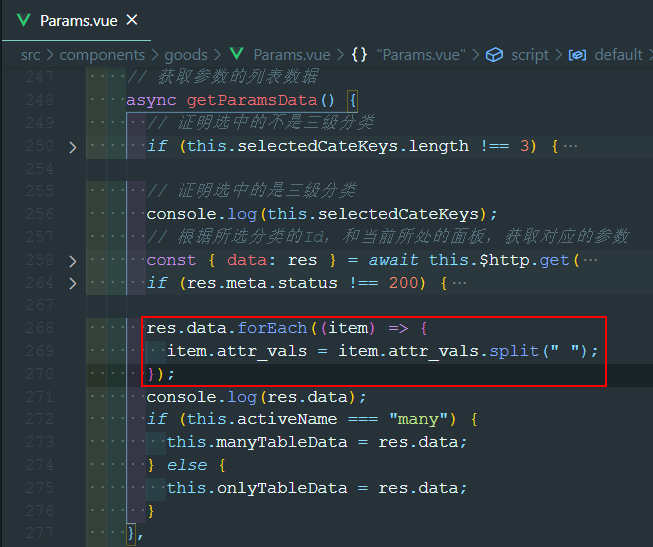 Params.vue ×
src > components > goods > Params.vue > {} "Params.vue" > script > default >
247 // 获取参数的列表数据
248 async getParamsData() {
249 // 证明选中的不是三级分类
250 if (this.selectedCateKeys.length !== 3) { …
254
255 // 证明选中的是三级分类
256 console.log(this.selectedCateKeys);
257 // 根据所选分类的Id，和当前所处的面板，获取对应的参数
258 const { data: res } = await this.$http.get( …
264 if (res.meta.status !== 200) { …
267
268 res.data.forEach((item) => {
269 item.attr_vals = item.attr_vals.split(" ");
270 });
271 console.log(res.data);
272 if (this.activeName === "many") {
273 this.manyTableData = res.data;
274 } else {
275 this.onlyTableData = res.data;
276 }
277 },